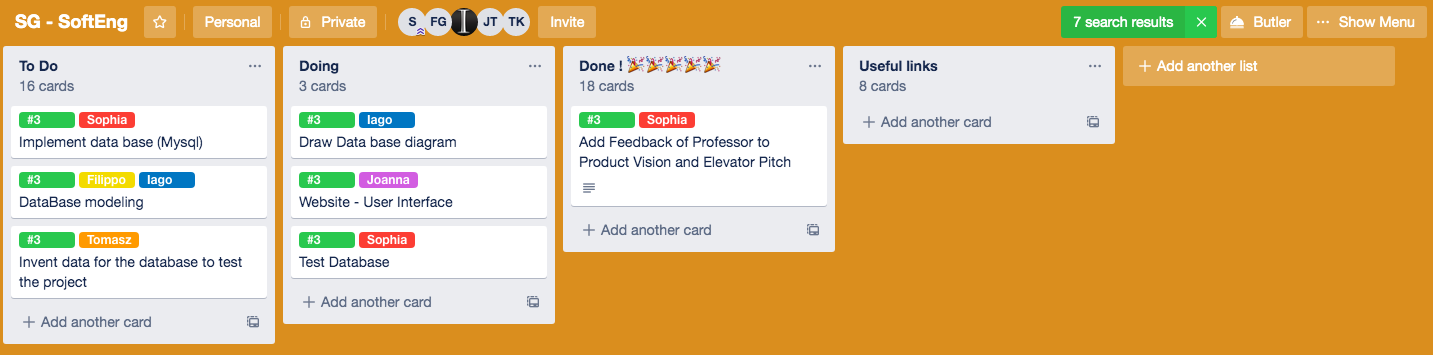 SG - SoftEng
Personal
Private
S FG I JT TK
Invite
7 search results
Butler
Show Menu
To Do
16 cards
#3 Sophia
Implement data base (Mysql)
#3 Filippo Iago
DataBase modeling
#3 Tomasz
Invent data for the database to test
the project
+ Add another card
Doing
3 cards
#3 Iago
Draw Data base diagram
#3 Joanna
Website - User Interface
#3 Sophia
Test Database
+ Add another card
Done ! 🎉🎉🎉🎉🎉
18 cards
#3 Sophia
Add Feedback of Professor to
Product Vision and Elevator Pitch
+ Add another card
Useful links
8 cards
+ Add another card
+ Add another list